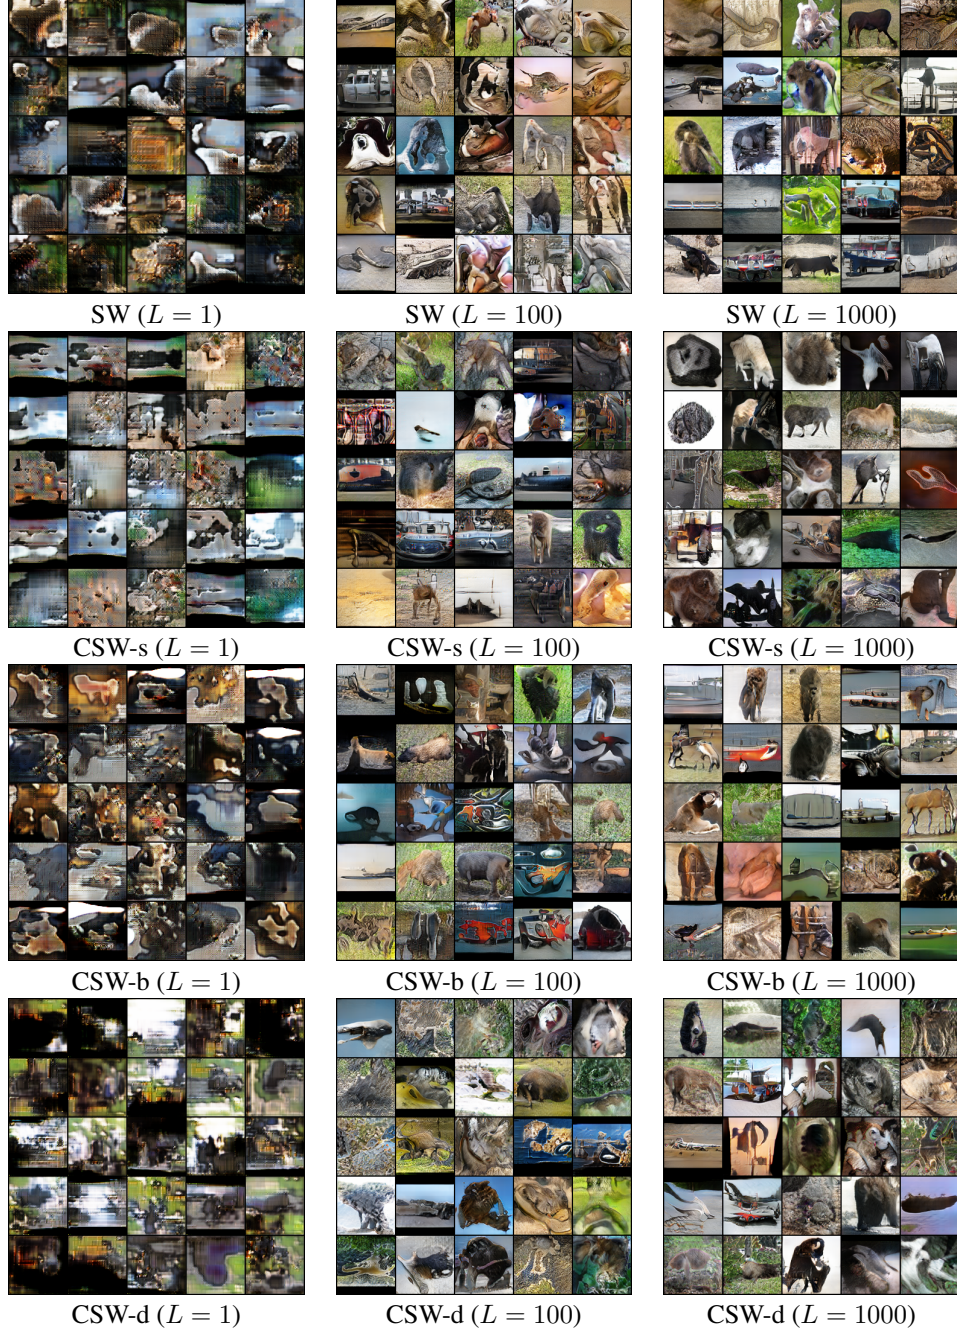 SW (L = 1)
SW (L = 100)
SW (L = 1000)
CSW-s (L = 1)
CSW-s (L = 100)
CSW-s (L = 1000)
CSW-b (L = 1)
CSW-b (L = 100)
CSW-b (L = 1000)
CSW-d (L = 1)
CSW-d (L = 100)
CSW-d (L = 1000)